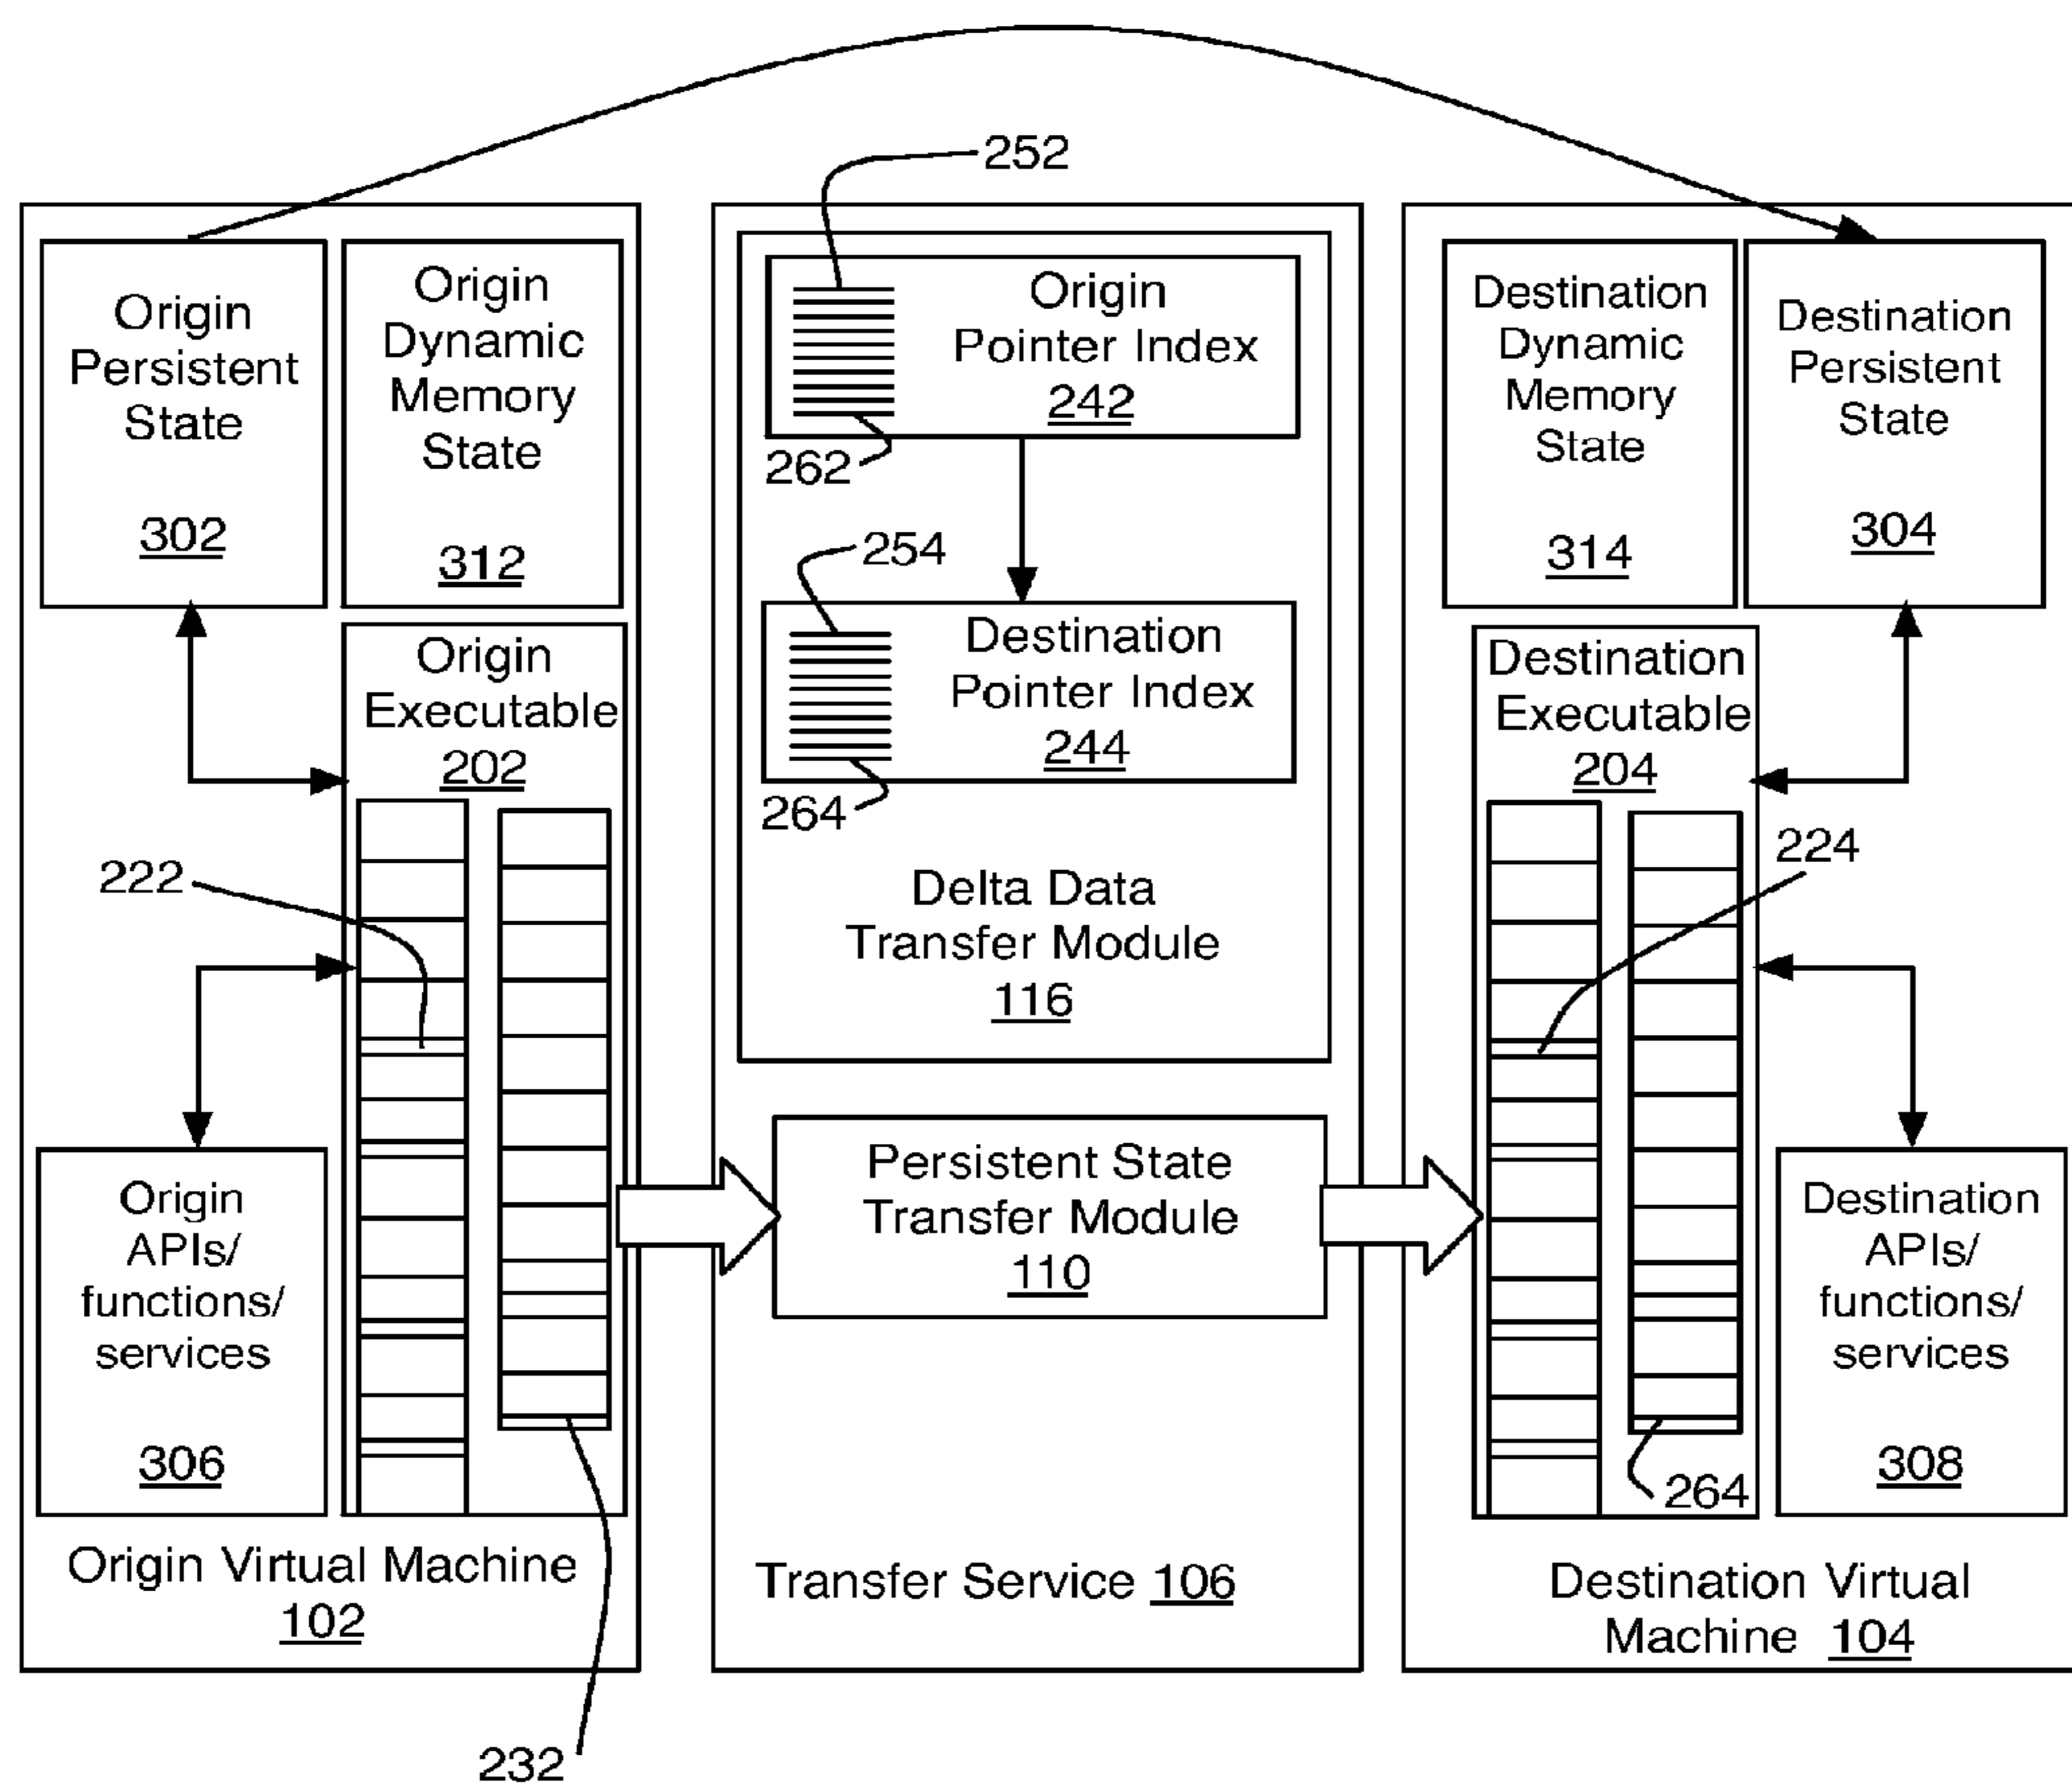 252
Origin
Persistent
State
302
Origin
Dynamic
Memory
State
312
Origin
Executable
202
222
Origin
APIs/
functions/
services
306
Origin Virtual Machine
102
232
Origin
Pointer Index
242
262
254
Destination
Pointer Index
244
264
Delta Data
Transfer Module
116
Persistent State
Transfer Module
110
Transfer Service 106
Destination
Dynamic
Memory
State
314
Destination
Persistent
State
304
Destination
Executable
204
224
Destination
APIs/
functions/
services
308
264
Destination Virtual
Machine 104